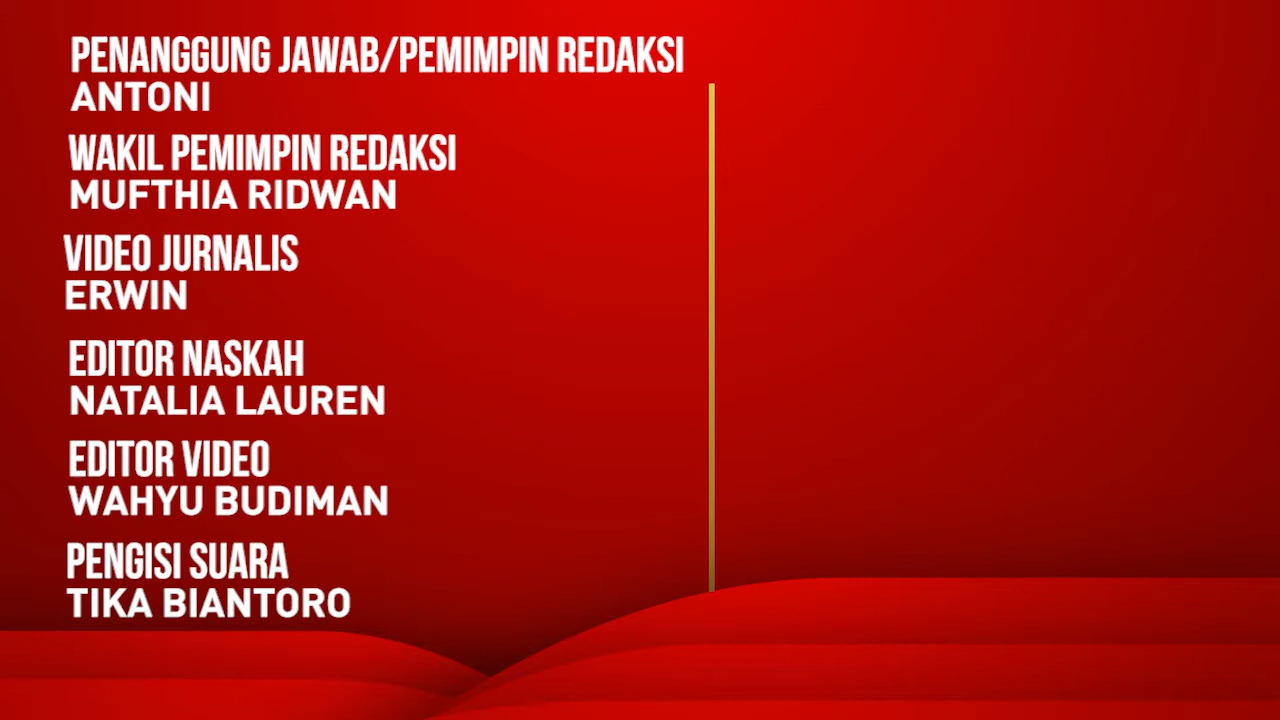 PENANGGUNG JAWAB/PEMIMPIN REDAKSI
ANTONI
WAKIL PEMIMPIN REDAKSI
MUFTHIA RIDWAN
VIDEO JURNALIS
ERWIN
EDITOR NASKAH
NATALIA LAUREN
EDITOR VIDEO
WAHYU BUDIMAN
PENGISI SUARA
TIKA BIANTORO